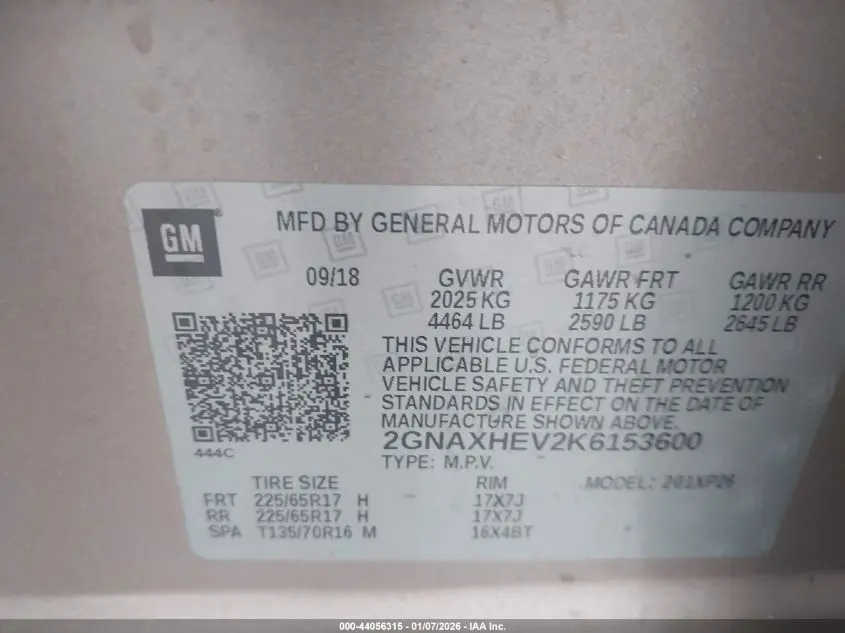 GM
MFD BY GENERAL MOTORS OF CANADA COMPANY
09/18 GVWR GAWR FRT GAWR RR
2025 KG 1175 KG 1200 KG
4464 LB 2590 LB 2645 LB
THIS VEHICLE CONFORMS TO ALL
APPLICABLE U.S. FEDERAL MOTOR
VEHICLE SAFETY AND THEFT PREVENTION
STANDARDS IN EFFECT ON THE DATE OF
MANUFACTURE SHOWN ABOVE.
2GNAXHEV2K6153600
444C
TYPE: M.P.V.
TIRE SIZE RIM MODEL:
FRT 225/65R17 H 17X7J
RR 225/65R17 H 17X7J
SPA T135/70R16 M 16X4BT
000-44056315 - 01/07/2026 - IAA Inc.